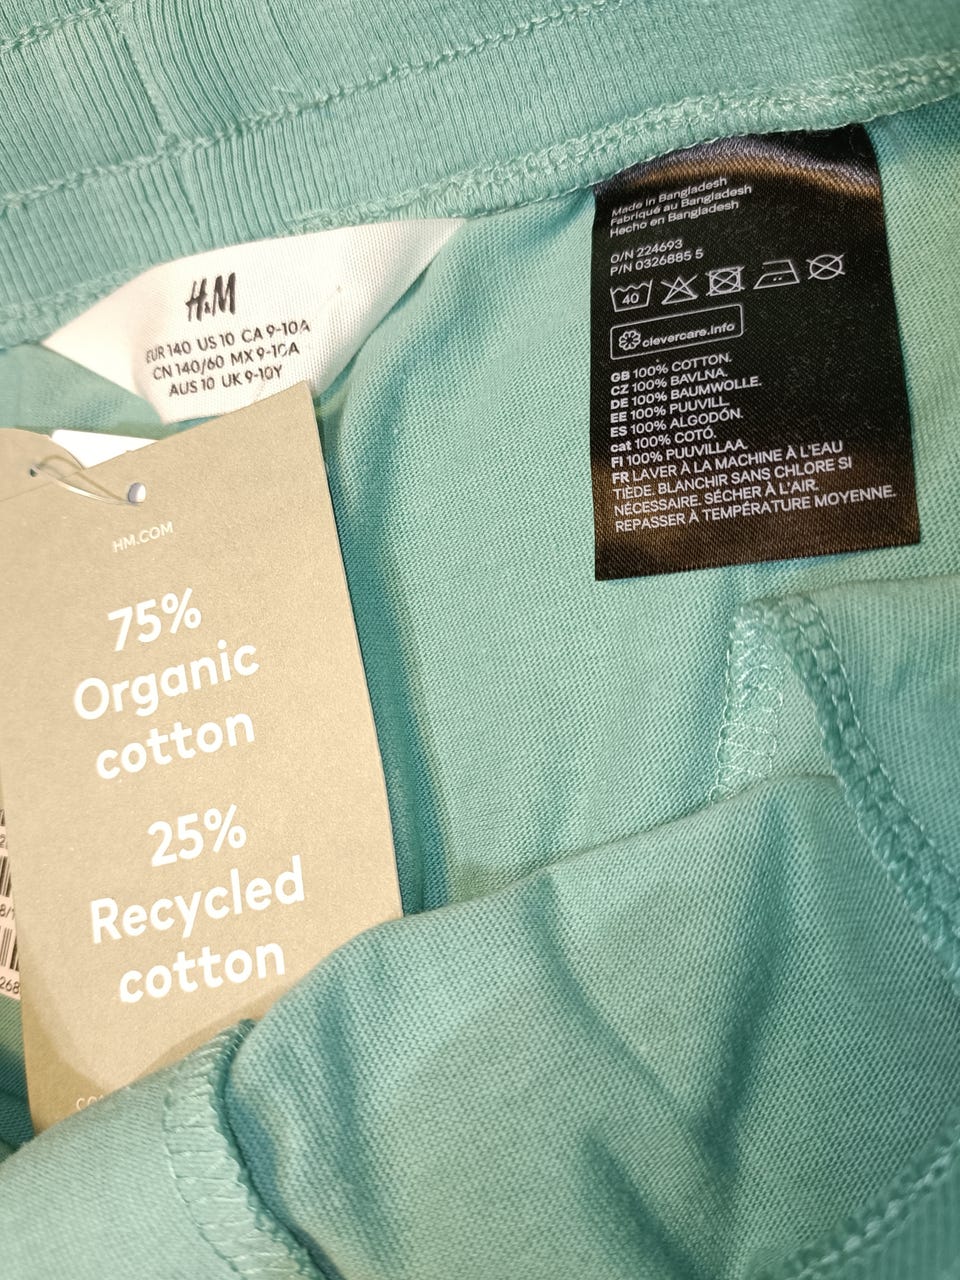 H&M
EUR 140 US 10 CA 9-10A
CN 140/60 MX 9-10A
AUS 10 UK 9-10Y
HM.COM
75%
Organic
cotton
25%
Recycled
cotton
Made in Bangladesh
Fabriqué au Bangladesh
Hecho en Bangladesh
O/N 224693
P/N 0326885 5
40
clevercare.info
GB 100% COTTON.
CZ 100% BAVLNA.
DE 100% BAUMWOLLE.
EE 100% PUUVILL.
ES 100% ALGODÓN.
cat 100% COTÓ.
FI 100% PUUVILLAA.
FR LAVER À LA MACHINE À L'EAU
TIÈDE. BLANCHIR SANS CHLORE SI
NÉCESSAIRE. SÉCHER À L'AIR.
REPASSER À TEMPÉRATURE MOYENNE.